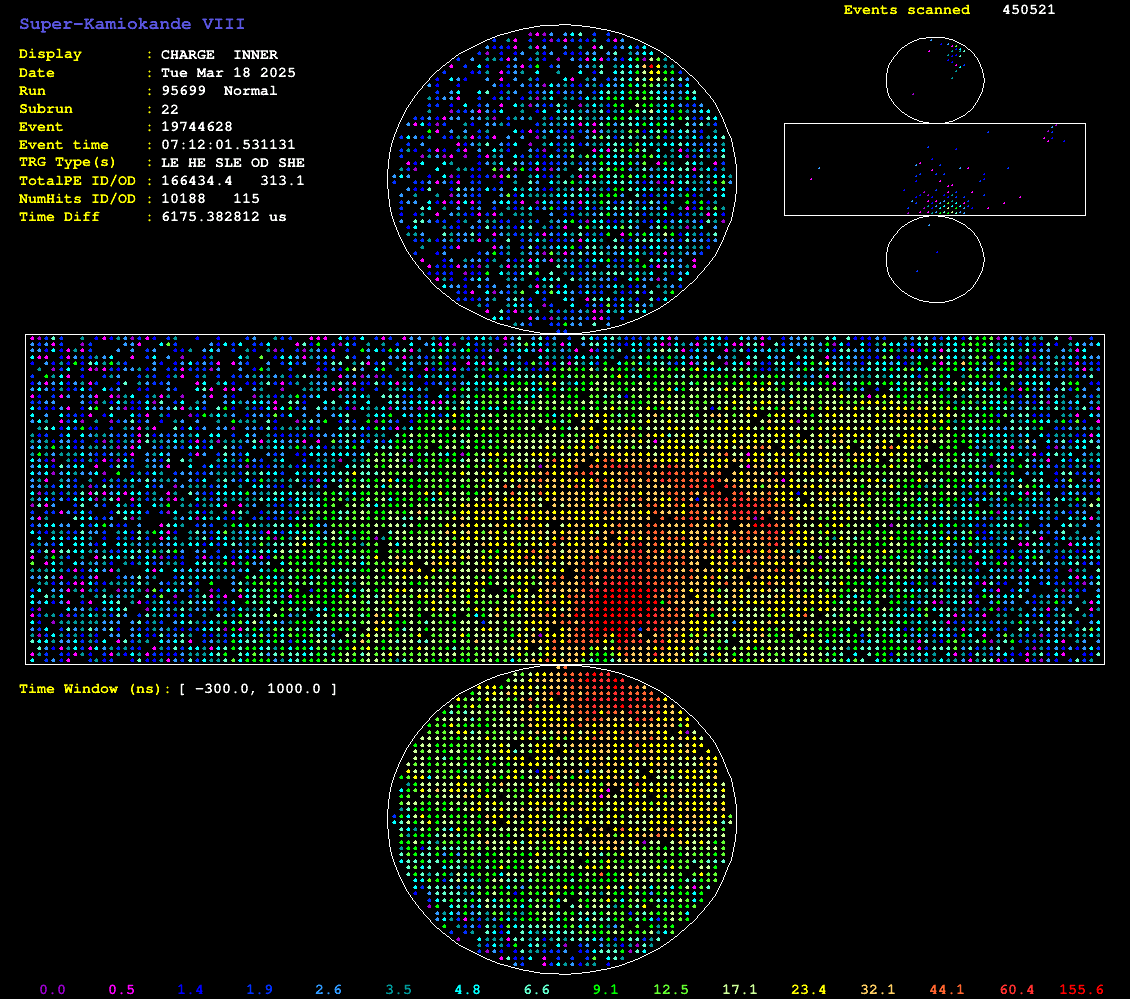 Super-Kamiokande VIII
Events scanned 450521
Display : CHARGE INNER
Date : Tue Mar 18 2025
Run : 95699 Normal
Subrun : 22
Event : 19744628
Event time : 07:12:01.531131
TRG Type(s) : LE HE SLE OD SHE
TotalPE ID/OD : 166434.4 313.1
NumHits ID/OD : 10188 115
Time Diff : 6175.382812 us
Time Window (ns): [ -300.0, 1000.0 ]
0.0 0.5 1.4 1.9 2.6 3.5 4.8 6.6 9.1 12.5 17.1 23.4 32.1 44.1 60.4 155.6